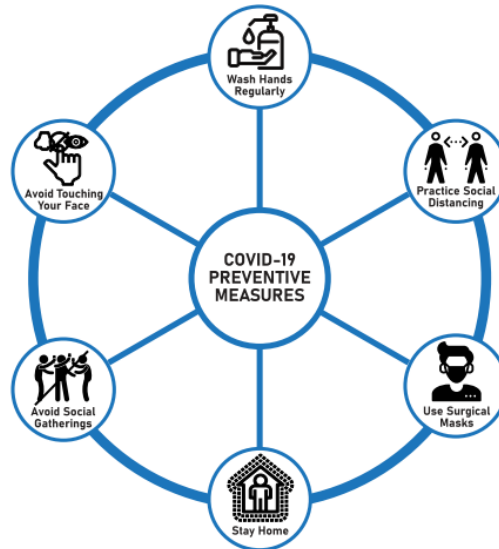 Wash Hands
Regularly
Avoid Touching
Your Face
Practice Social
Distancing
COVID-19
PREVENTIVE
MEASURES
Avoid Social
Gatherings
Use Surgical
Masks
Stay Home